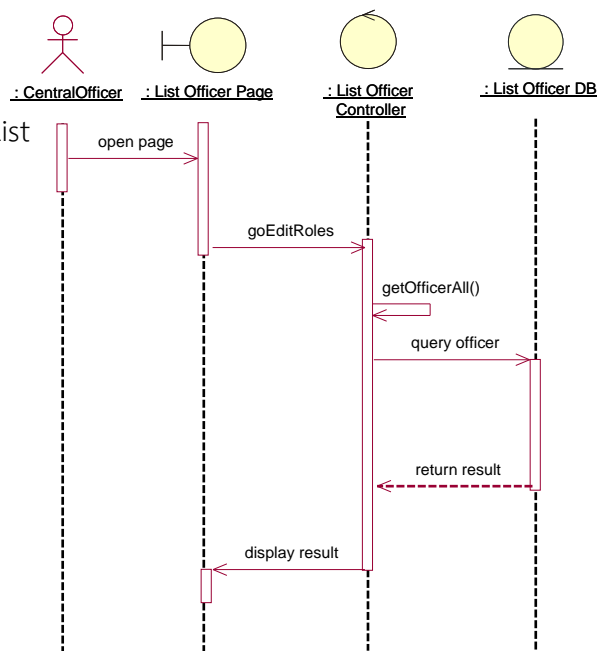 : CentralOfficer
: List Officer Page
: List Officer
Controller
: List Officer DB
open page
goEditRoles
getOfficerAll()
query officer
return result
display result